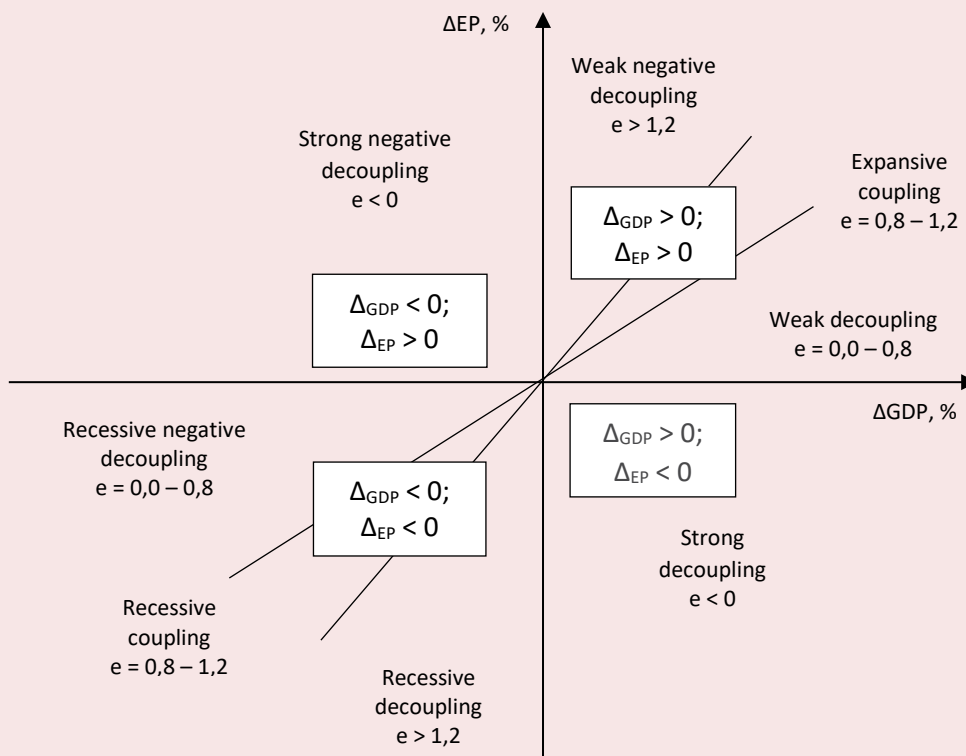 ΔEP, %
Weak negative
decoupling
e > 1,2
Strong negative
decoupling
e < 0
Expansive
coupling
e = 0,8 – 1,2
ΔGDP > 0;
ΔEP > 0
ΔGDP < 0;
ΔEP > 0
Weak decoupling
e = 0,0 – 0,8
ΔGDP, %
Recessive negative
decoupling
e = 0,0 – 0,8
ΔGDP > 0;
ΔEP < 0
ΔGDP < 0;
ΔEP < 0
Strong
decoupling
e < 0
Recessive
coupling
e = 0,8 – 1,2
Recessive
decoupling
e > 1,2